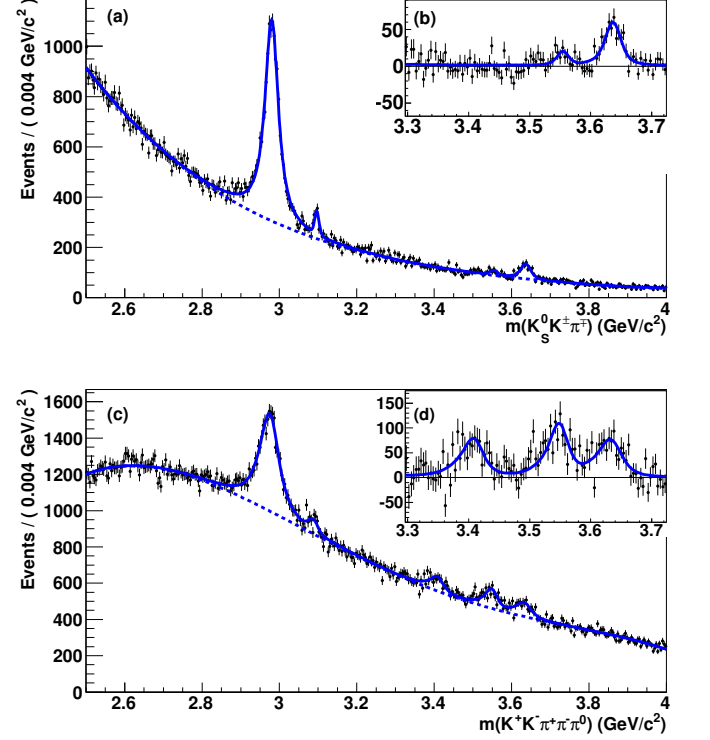 (a)
Events / ( 0.004 GeV/c² )
1000
800
600
400
200
0
2.6 2.8 3 3.2 3.4 3.6 3.8 4
m(K⁰_S K^±π^∓) (GeV/c²)
(b)
50
0
-50
3.3 3.4 3.5 3.6 3.7
(c)
Events / ( 0.004 GeV/c² )
1600
1400
1200
1000
800
600
400
200
0
2.6 2.8 3 3.2 3.4 3.6 3.8 4
m(K⁺K⁻π⁺π⁻π⁰) (GeV/c²)
(d)
150
100
50
0
-50
3.3 3.4 3.5 3.6 3.7